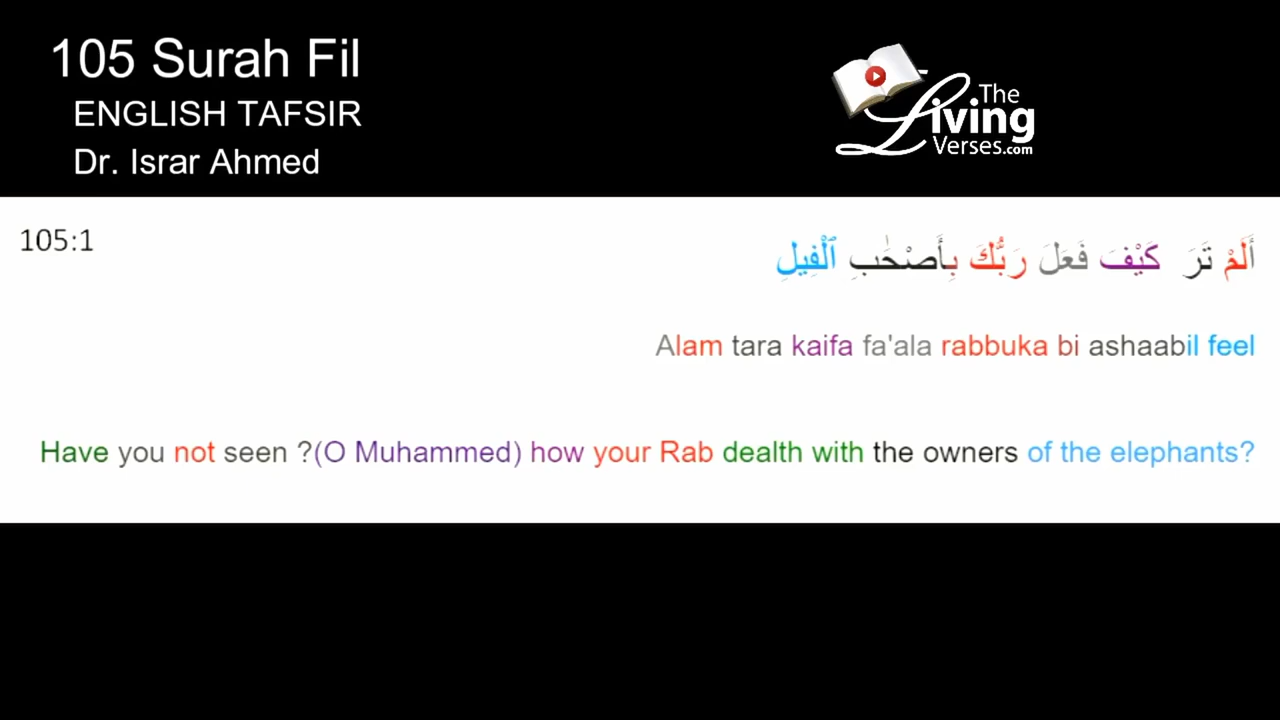 105 Surah Fil
ENGLISH TAFSIR
Dr. Israr Ahmed
The
Living
Verses.com
105:1
أَلَمْ تَرَ كَيْفَ فَعَلَ رَبُّكَ بِأَصْحَٰبِ ٱلْفِيلِ
Alam tara kaifa fa'ala rabbuka bi ashaabil feel
Have you not seen ?(O Muhammed) how your Rab dealth with the owners of the elephants?